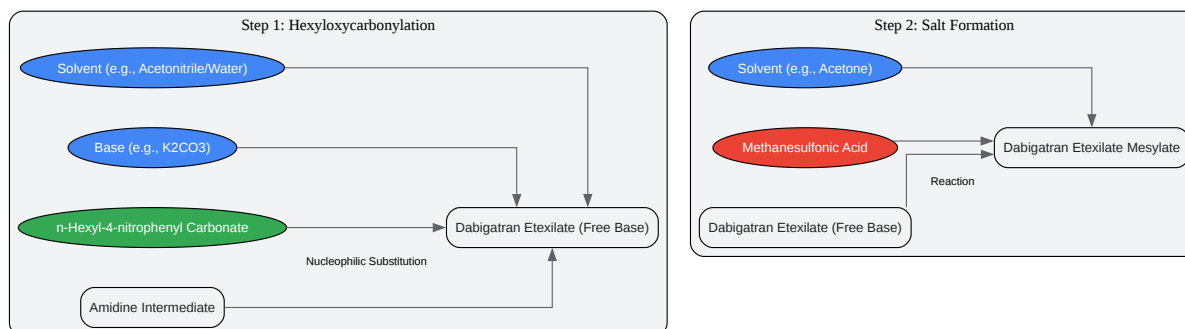 Step 1: Hexyloxycarbonylation
Solvent (e.g., Acetonitrile/Water)
Base (e.g., K2CO3)
n-Hexyl-4-nitrophenyl Carbonate
Dabigatran Etexilate (Free Base)
Nucleophilic Substitution
Amidine Intermediate
Step 2: Salt Formation
Solvent (e.g., Acetone)
Methanesulfonic Acid
Dabigatran Etexilate Mesylate
Reaction
Dabigatran Etexilate (Free Base)